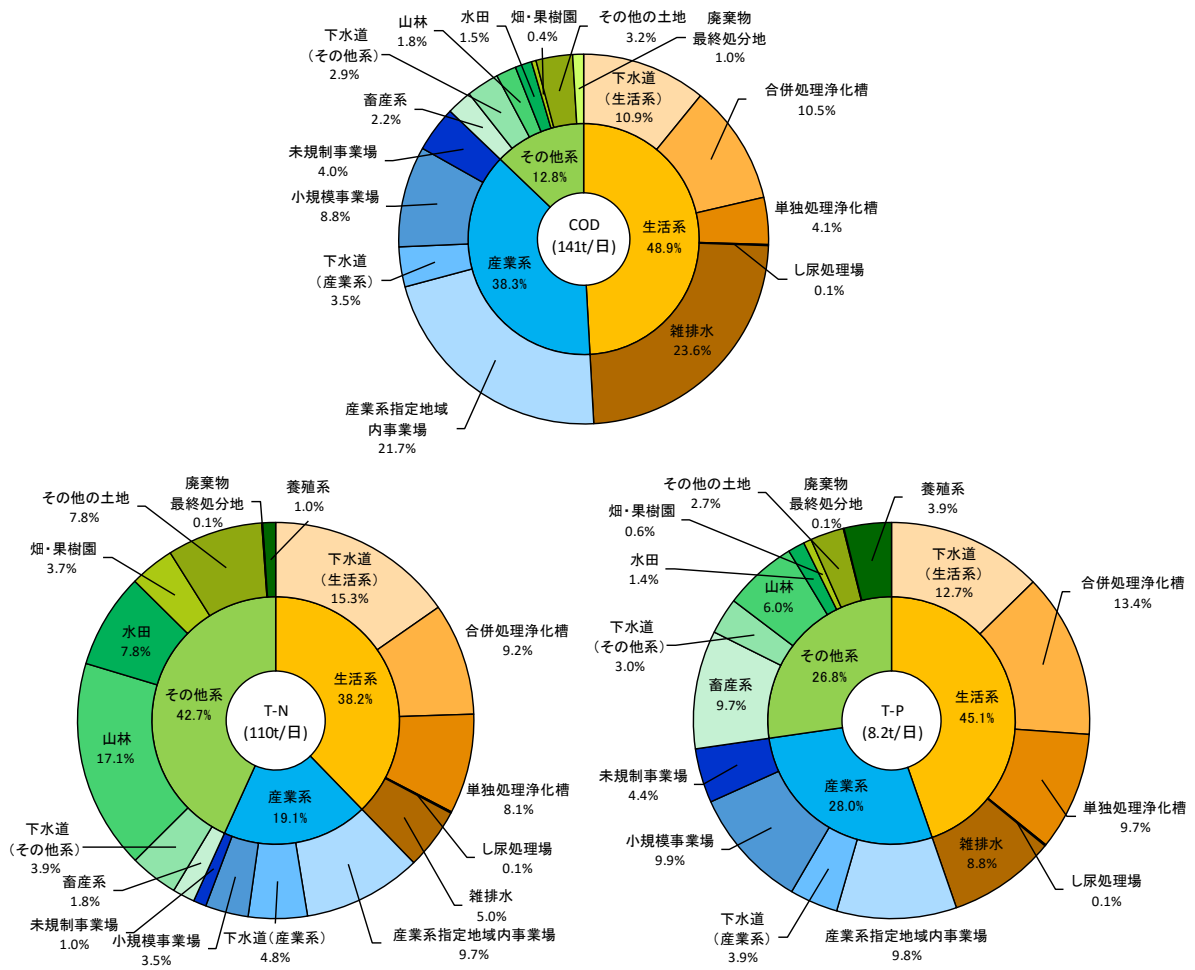 COD
(141t/日)
生活系
48.9%
産業系
38.3%
その他系
12.8%
下水道
(生活系)
10.9%
合併処理浄化槽
10.5%
単独処理浄化槽
4.1%
し尿処理場
0.1%
雑排水
23.6%
産業系指定地域
内事業場
21.7%
下水道
(産業系)
3.5%
小規模事業場
8.8%
未規制事業場
4.0%
畜産系
2.2%
下水道
(その他系)
2.9%
山林
1.8%
水田
1.5%
畑・果樹園
0.4%
その他の土地
3.2%
廃棄物
最終処分地
1.0%
T-N
(110t/日)
生活系
38.2%
産業系
19.1%
その他系
42.7%
下水道
(生活系)
15.3%
合併処理浄化槽
9.2%
単独処理浄化槽
8.1%
し尿処理場
0.1%
雑排水
5.0%
産業系指定地域内事業場
9.7%
下水道(産業系)
4.8%
小規模事業場
3.5%
未規制事業場
1.0%
畜産系
1.8%
下水道
(その他系)
3.9%
山林
17.1%
水田
7.8%
畑・果樹園
3.7%
その他の土地
7.8%
廃棄物
最終処分地
0.1%
養殖系
1.0%
T-P
(8.2t/日)
生活系
45.1%
産業系
28.0%
その他系
26.8%
下水道
(生活系)
12.7%
合併処理浄化槽
13.4%
単独処理浄化槽
9.7%
し尿処理場
0.1%
雑排水
8.8%
産業系指定地域内事業場
9.8%
下水道
(産業系)
3.9%
小規模事業場
9.9%
未規制事業場
4.4%
畜産系
9.7%
下水道
(その他系)
3.0%
山林
6.0%
水田
1.4%
畑・果樹園
0.6%
その他の土地
2.7%
廃棄物
最終処分地
0.1%
養殖系
3.9%